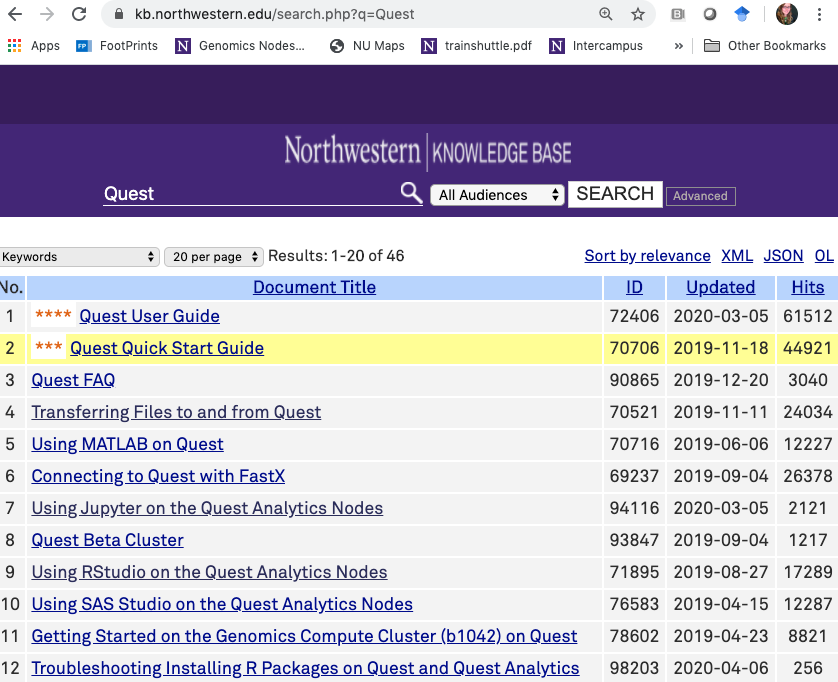 kb.northwestern.edu/search.php?q=Quest
Apps FP FootPrints N Genomics Nodes... NU Maps N trainshuttle.pdf N Intercampus » Other Bookmarks
Northwestern | KNOWLEDGE BASE
Quest All Audiences SEARCH Advanced
Keywords 20 per page Results: 1-20 of 46 Sort by relevance XML JSON OL
No. Document Title ID Updated Hits
1 **** Quest User Guide 72406 2020-03-05 61512
2 *** Quest Quick Start Guide 70706 2019-11-18 44921
3 Quest FAQ 90865 2019-12-20 3040
4 Transferring Files to and from Quest 70521 2019-11-11 24034
5 Using MATLAB on Quest 70716 2019-06-06 12227
6 Connecting to Quest with FastX 69237 2019-09-04 26378
7 Using Jupyter on the Quest Analytics Nodes 94116 2020-03-05 2121
8 Quest Beta Cluster 93847 2019-09-04 1217
9 Using RStudio on the Quest Analytics Nodes 71895 2019-08-27 17289
10 Using SAS Studio on the Quest Analytics Nodes 76583 2019-04-15 12287
11 Getting Started on the Genomics Compute Cluster (b1042) on Quest 78602 2019-04-23 8821
12 Troubleshooting Installing R Packages on Quest and Quest Analytics 98203 2020-04-06 256